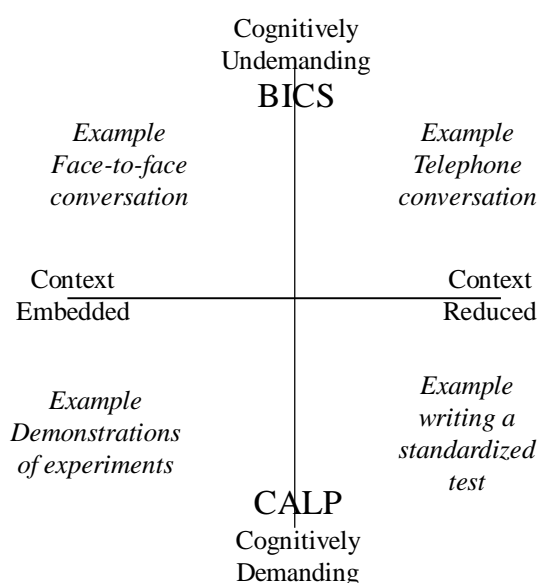 Cognitively
Undemanding
BICS
Example
Face-to-face
conversation
Example
Telephone
conversation
Context
Embedded
Context
Reduced
Example
Demonstrations
of experiments
Example
writing a
standardized
test
CALP
Cognitively
Demanding